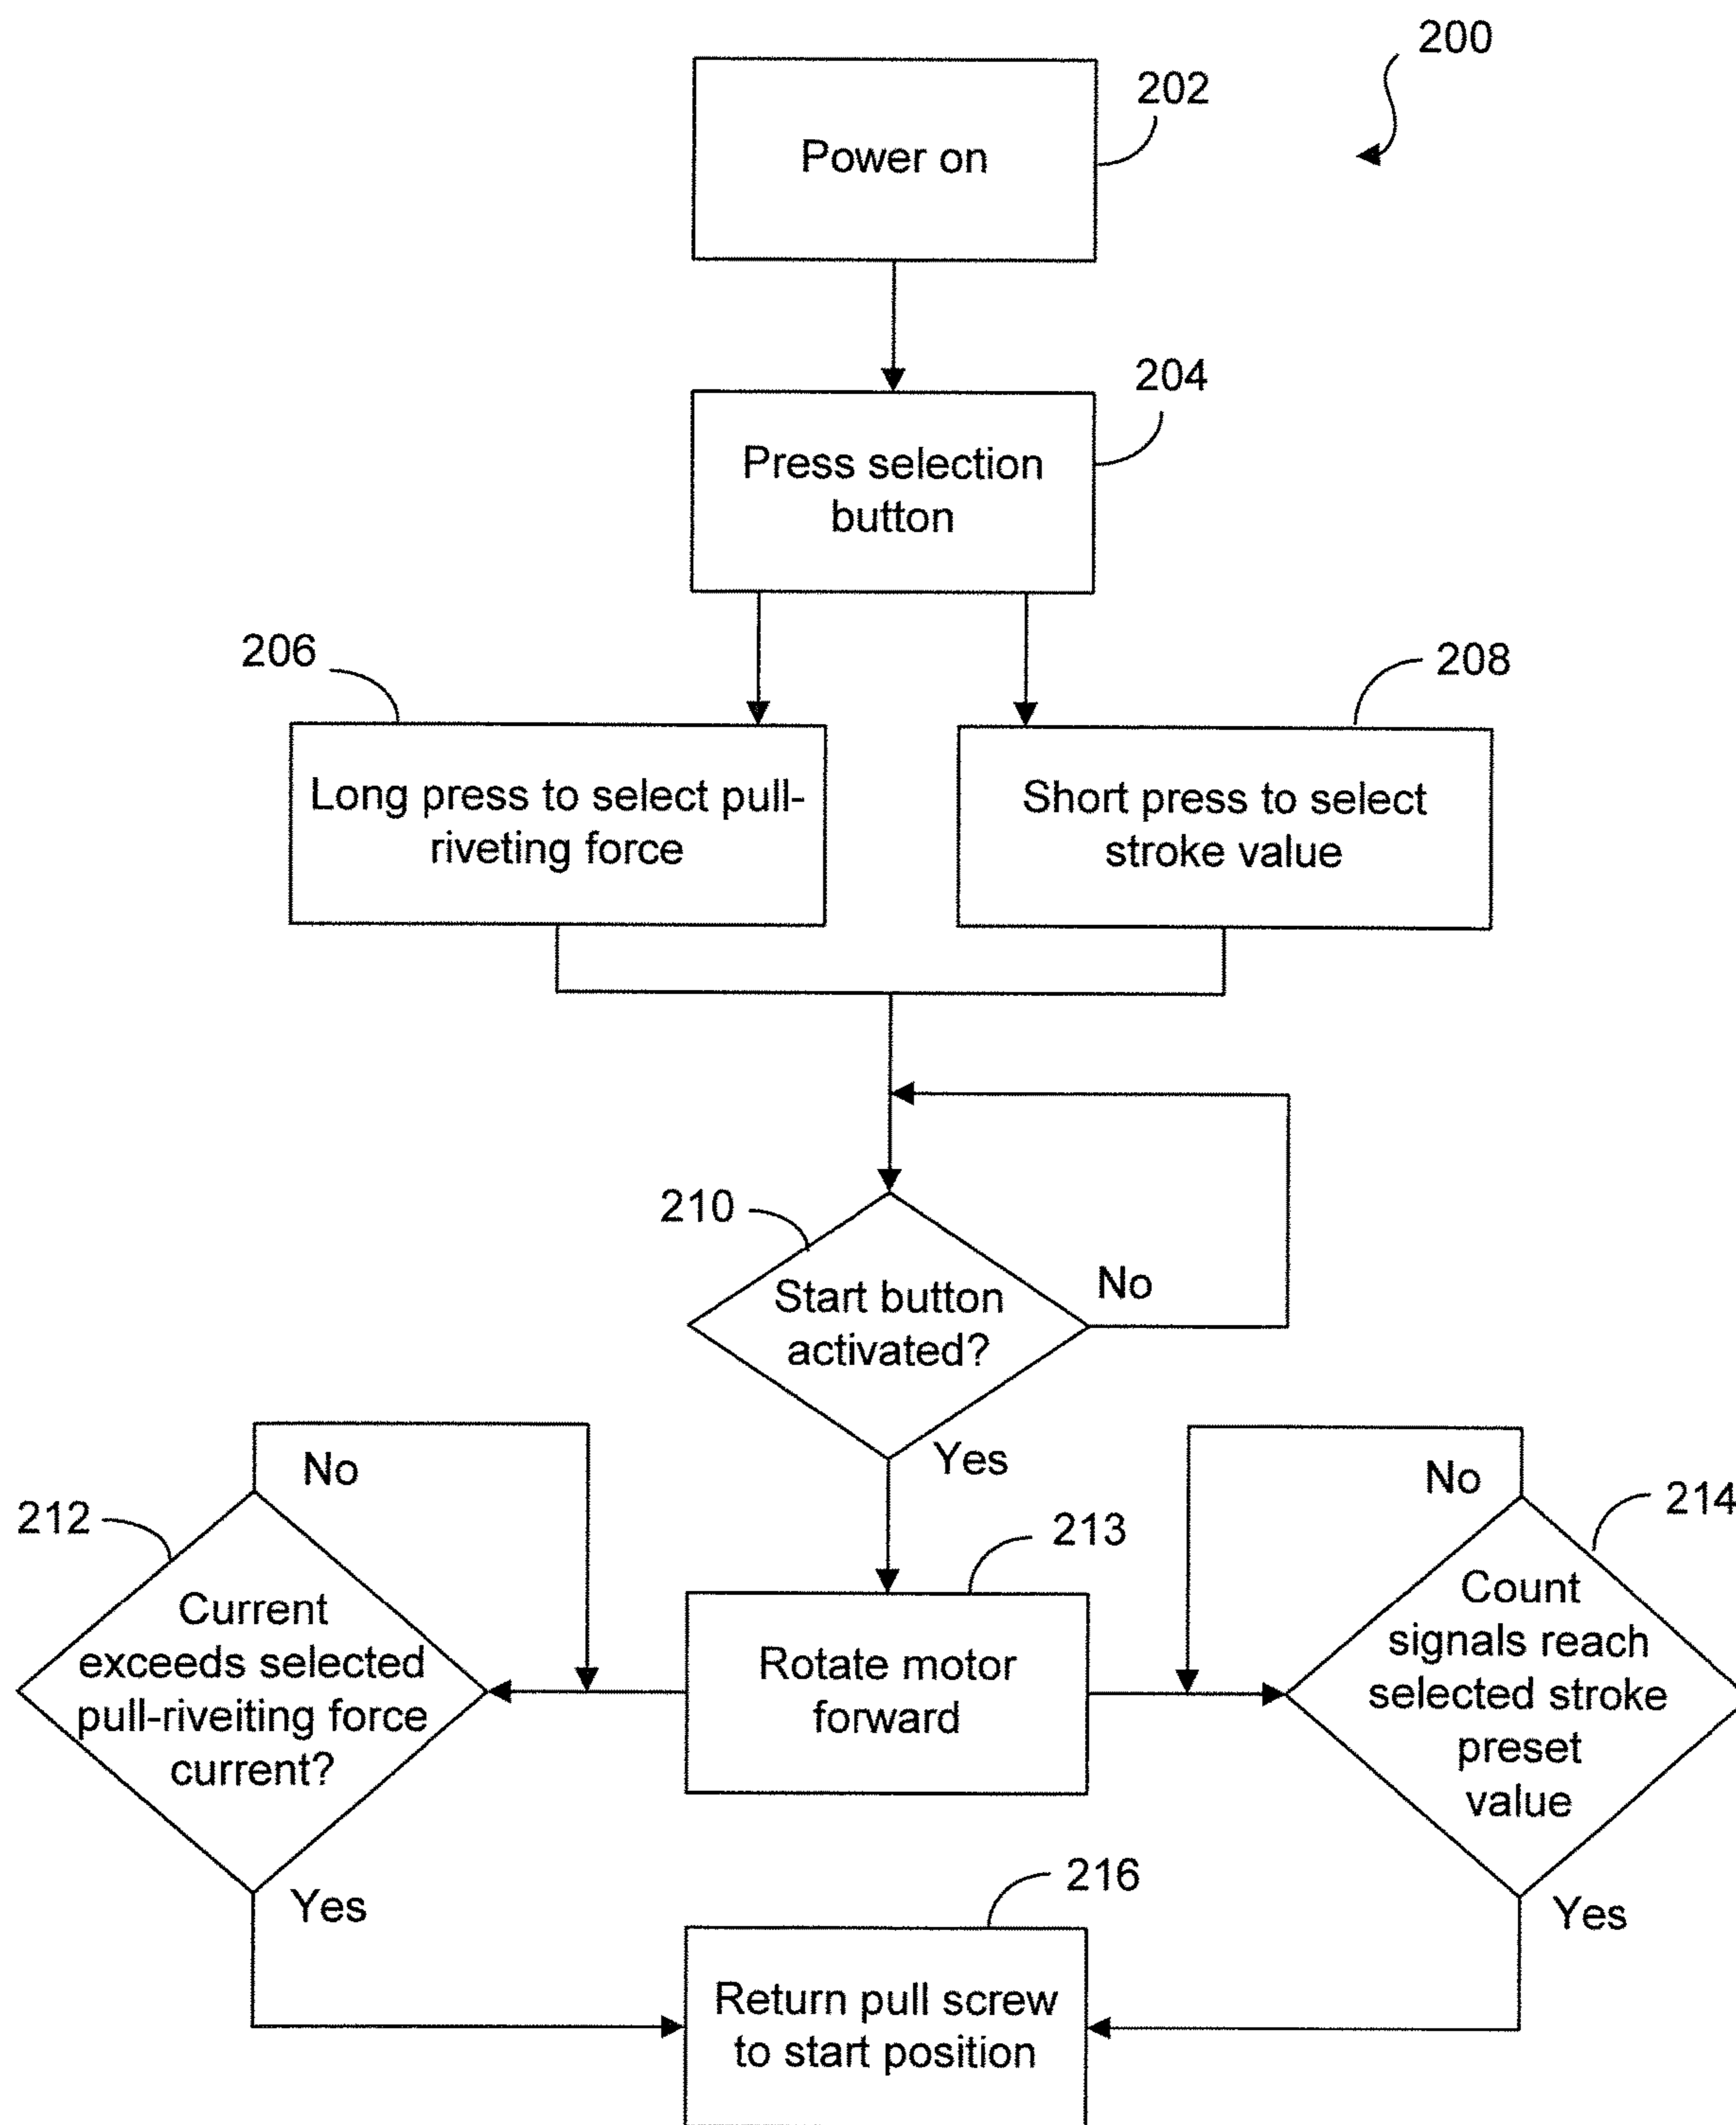 200
202
Power on
204
Press selection
button
206
208
Long press to select pull-
riveting force
Short press to select
stroke value
210
Start button
activated?
No
Yes
No
No
212
213
214
Current
exceeds selected
pull-riveiting force
current?
Rotate motor
forward
Count
signals reach
selected stroke
preset
value
Yes
216
Yes
Return pull screw
to start position